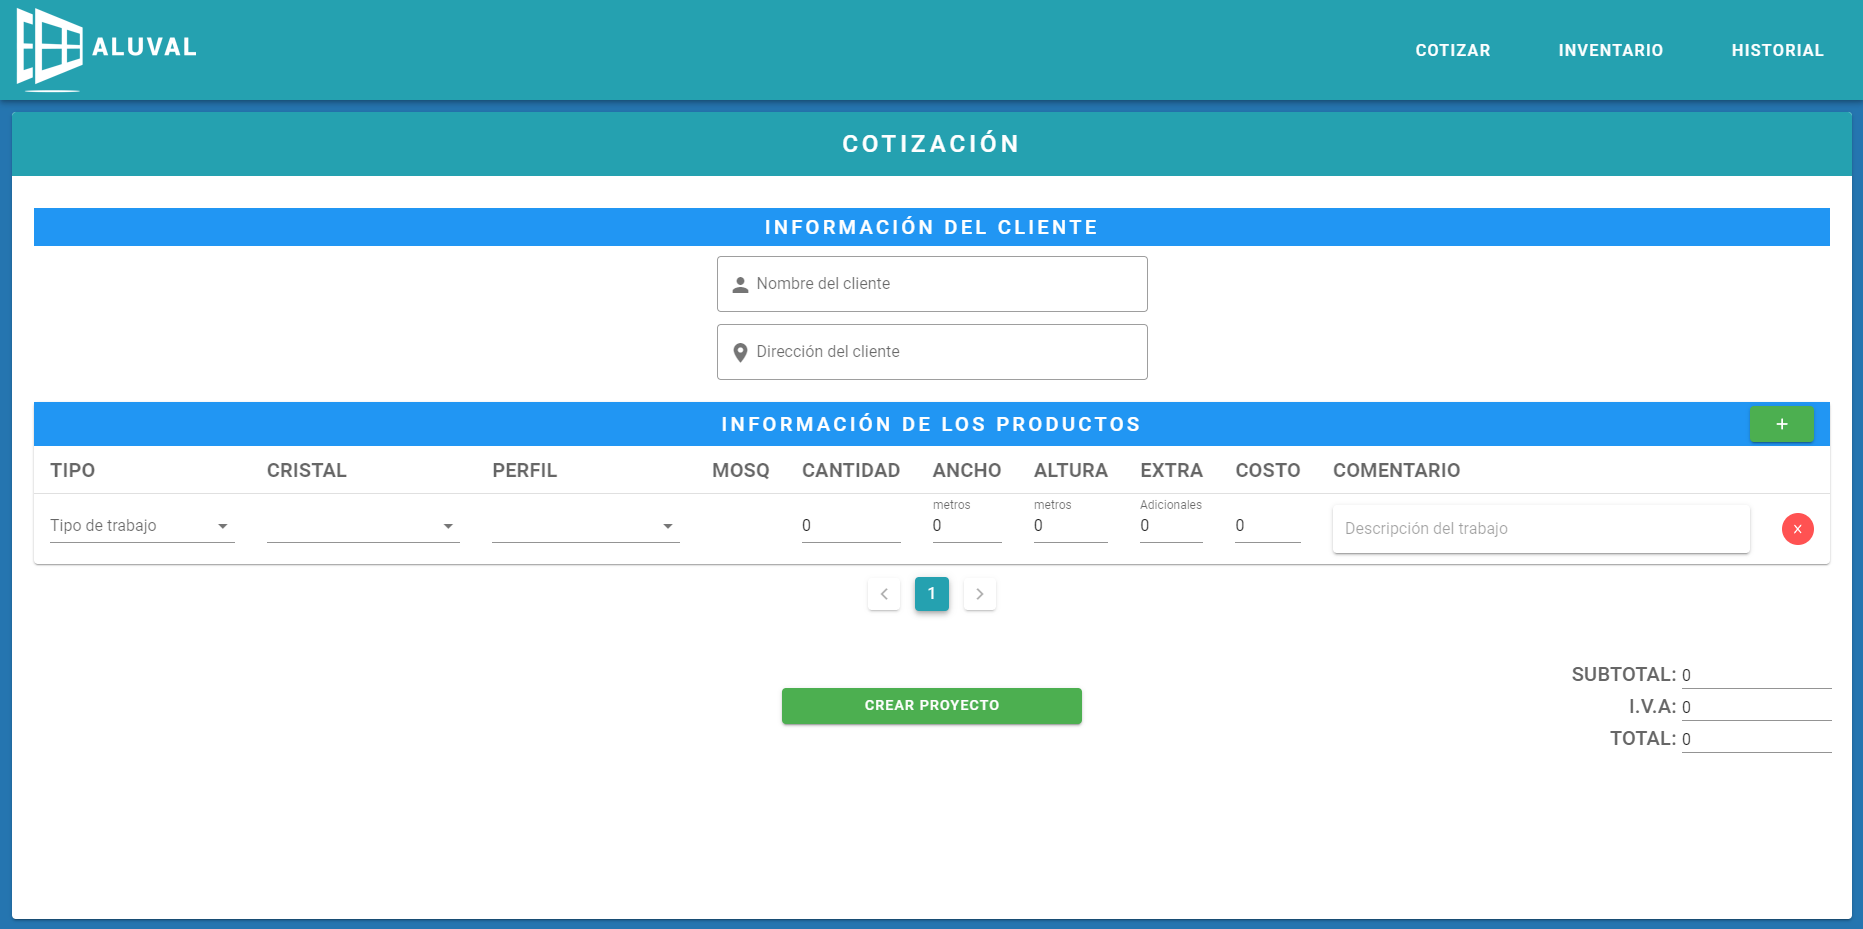 ALUVAL
COTIZAR INVENTARIO HISTORIAL
COTIZACIÓN
INFORMACIÓN DEL CLIENTE
Nombre del cliente
Dirección del cliente
INFORMACIÓN DE LOS PRODUCTOS +
TIPO CRISTAL PERFIL MOSQ CANTIDAD ANCHO ALTURA EXTRA COSTO COMENTARIO
metros metros Adicionales
Tipo de trabajo 0 0 0 0 0 Descripción del trabajo X
< 1 >
SUBTOTAL: 0
CREAR PROYECTO I.V.A: 0
TOTAL: 0